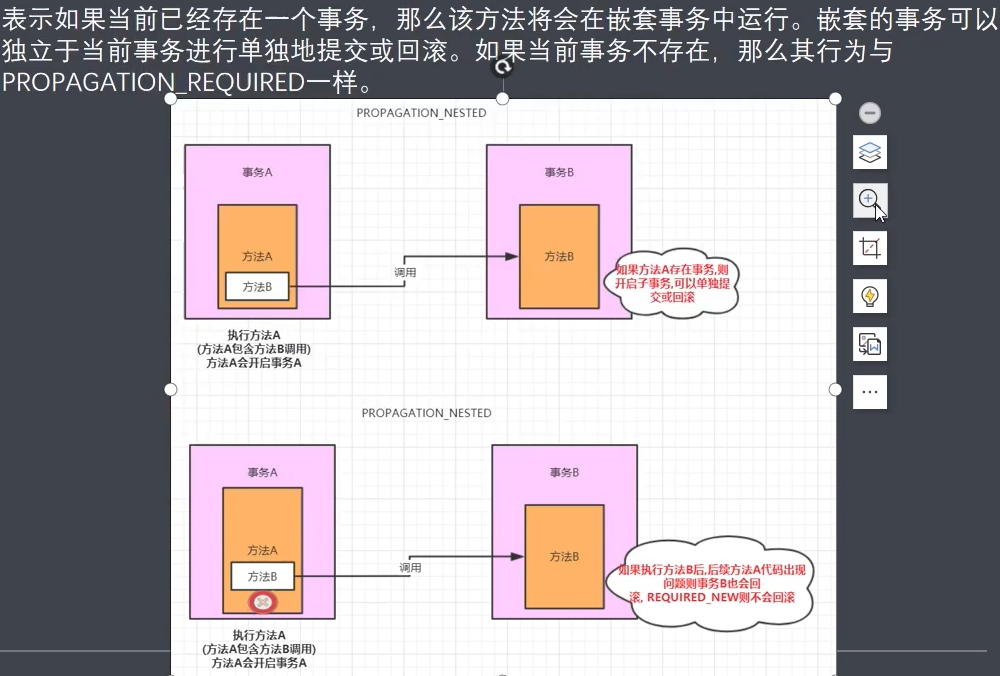 表示如果当前已经存在一个事务，那么该方法将会在嵌套事务中运行。嵌套的事务可以
独立于当前事务进行单独地提交或回滚。如果当前事务不存在，那么其行为与
PROPAGATION_REQUIRED一样。
PROPAGATION_NESTED
事务A
方法A
方法B
调用
事务B
方法B
如果方法A存在事务,则
开启子事务,可以单独提
交或回滚
执行方法A
(方法A包含方法B调用)
方法A会开启事务A
PROPAGATION_NESTED
事务A
方法A
方法B
调用
事务B
方法B
如果执行方法B后,后续方法A代码出现
问题则事务B也会回
滚, REQUIRED_NEW则不会回滚
执行方法A
(方法A包含方法B调用)
方法A会开启事务A